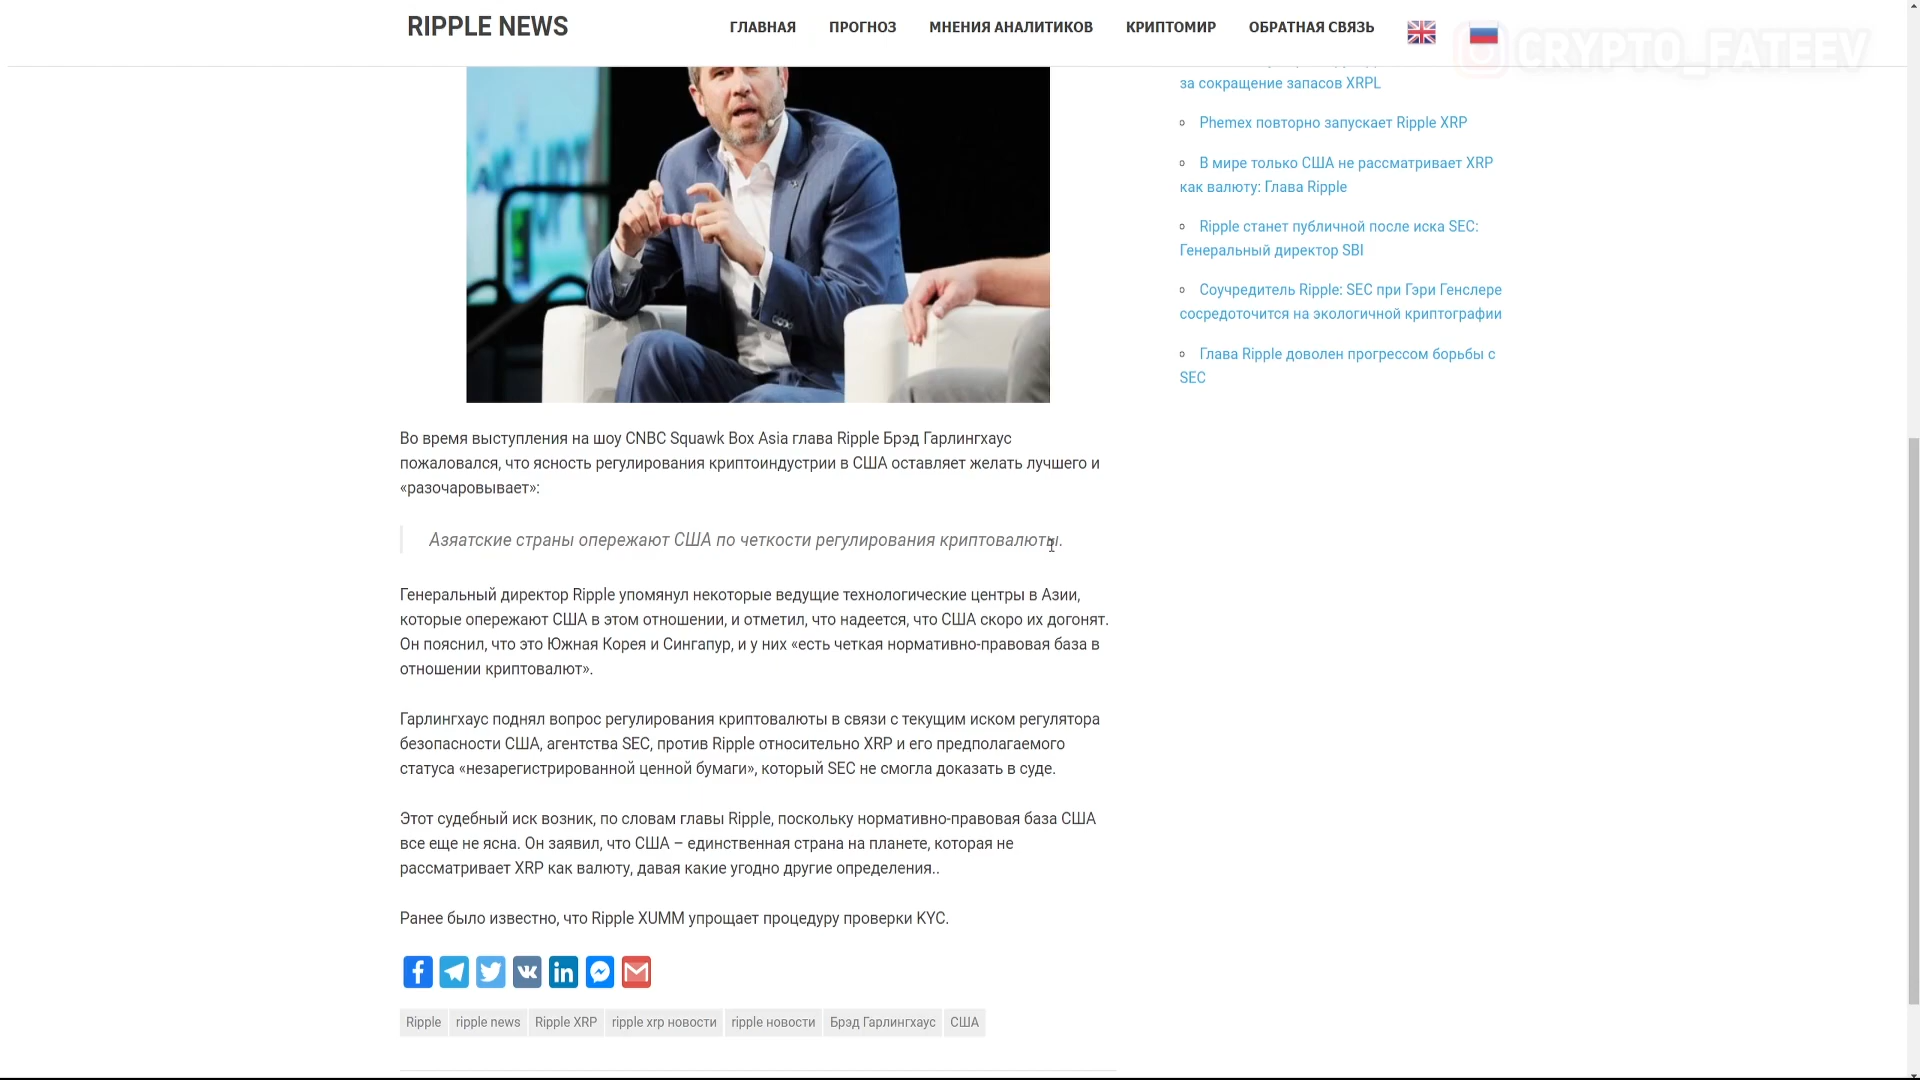 RIPPLE NEWS
ГЛАВНАЯ
ПРОГНОЗ
МНЕНИЯ АНАЛИТИКОВ
КРИПТОМИР
ОБРАТНАЯ СВЯЗЬ
CRYPTO_FATEEV
за сокращение запасов XRPL
Phemex повторно запускает Ripple XRP
В мире только США не рассматривает XRP
как валюту: Глава Ripple
Ripple станет публичной после иска SEC:
Генеральный директор SBI
Соучредитель Ripple: SEC при Гэри Генслере
сосредоточится на экологичной криптографии
Глава Ripple доволен прогрессом борьбы с
SEC
Во время выступления на шоу CNBC Squawk Box Asia глава Ripple Брэд Гарлингхаус
пожаловался, что ясность регулирования криптоиндустрии в США оставляет желать лучшего и
«разочаровывает»:
Азяатские страны опережают США по четкости регулирования криптовалюты.
Генеральный директор Ripple упомянул некоторые ведущие технологические центры в Азии,
которые опережают США в этом отношении, и отметил, что надеется, что США скоро их догонят.
Он пояснил, что это Южная Корея и Сингапур, и у них «есть четкая нормативно-правовая база в
отношении криптовалют».
Гарлингхаус поднял вопрос регулирования криптовалюты в связи с текущим иском регулятора
безопасности США, агентства SEC, против Ripple относительно XRP и его предполагаемого
статуса «незарегистрированной ценной бумаги», который SEC не смогла доказать в суде.
Этот судебный иск возник, по словам главы Ripple, поскольку нормативно-правовая база США
все еще не ясна. Он заявил, что США – единственная страна на планете, которая не
рассматривает XRP как валюту, давая какие угодно другие определения..
Ранее было известно, что Ripple XUMM упрощает процедуру проверки KYC.
Ripple
ripple news
Ripple XRP
ripple xrp новости
ripple новости
Брэд Гарлингхаус
США